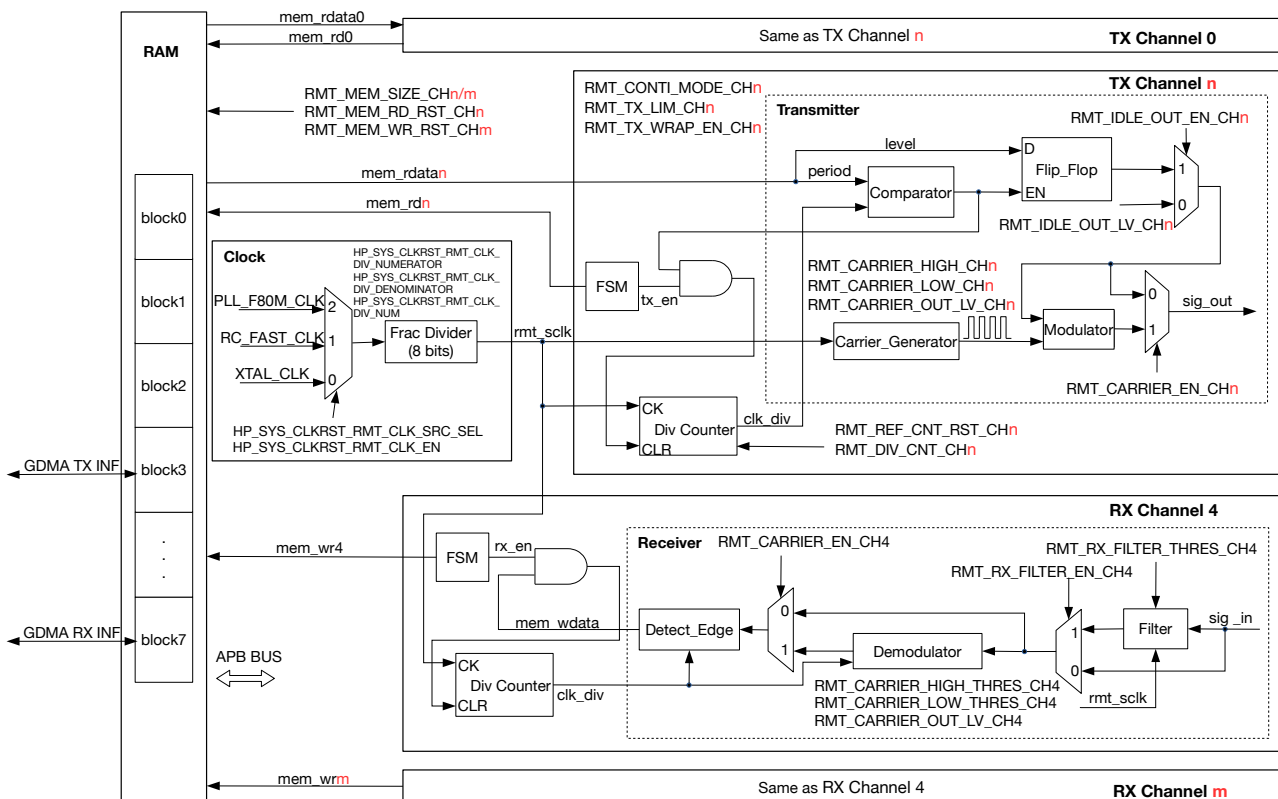 RAM
mem_rdata0
mem_rd0
Same as TX Channel n
TX Channel 0
RMT_MEM_SIZE_CHn/m
RMT_MEM_RD_RST_CHn
RMT_MEM_WR_RST_CHm
RMT_CONTI_MODE_CHn
RMT_TX_LIM_CHn
RMT_TX_WRAP_EN_CHn
TX Channel n
Transmitter
RMT_IDLE_OUT_EN_CHn
level
D
Flip_Flop
EN
1
0
RMT_IDLE_OUT_LV_CHn
mem_rdatan
period
Comparator
mem_rdn
block0
block1
block2
block3
.
.
.
block7
Clock
HP_SYS_CLKRST_RMT_CLK_
DIV_NUMERATOR
HP_SYS_CLKRST_RMT_CLK_
DIV_DENOMINATOR
HP_SYS_CLKRST_RMT_CLK_
DIV_NUM
PLL_F80M_CLK
2
RC_FAST_CLK
1
XTAL_CLK
0
Frac Divider
(8 bits)
rmt_sclk
HP_SYS_CLKRST_RMT_CLK_SRC_SEL
HP_SYS_CLKRST_RMT_CLK_EN
FSM
tx_en
RMT_CARRIER_HIGH_CHn
RMT_CARRIER_LOW_CHn
RMT_CARRIER_OUT_LV_CHn
Carrier_Generator
Modulator
0
1
sig_out
RMT_CARRIER_EN_CHn
CK
Div Counter
CLR
clk_div
RMT_REF_CNT_RST_CHn
RMT_DIV_CNT_CHn
GDMA TX INF
GDMA RX INF
APB BUS
RX Channel 4
mem_wr4
FSM
rx_en
Receiver
RMT_CARRIER_EN_CH4
RMT_RX_FILTER_THRES_CH4
RMT_RX_FILTER_EN_CH4
mem_wdata
Detect_Edge
0
1
Demodulator
1
0
Filter
sig_in
CK
Div Counter
CLR
clk_div
RMT_CARRIER_HIGH_THRES_CH4
RMT_CARRIER_LOW_THRES_CH4
RMT_CARRIER_OUT_LV_CH4
rmt_sclk
mem_wrm
Same as RX Channel 4
RX Channel m